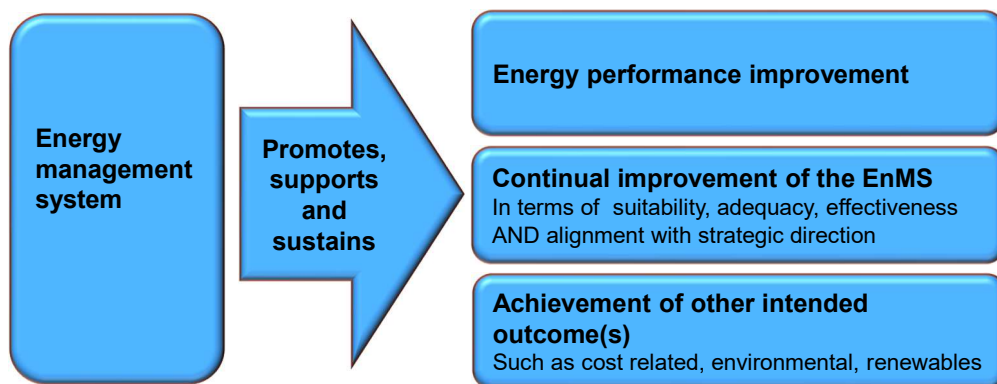 Energy
management
system
Promotes,
supports
and
sustains
Energy performance improvement
Continual improvement of the EnMS
In terms of suitability, adequacy, effectiveness
AND alignment with strategic direction
Achievement of other intended
outcome(s)
Such as cost related, environmental, renewables